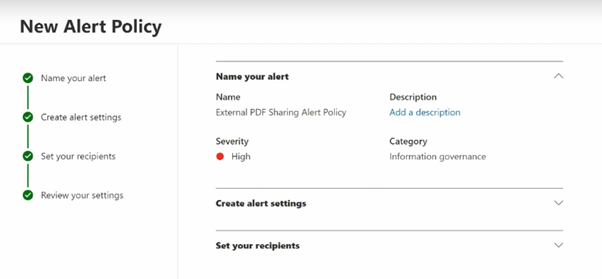 New Alert Policy
Name your alert
Create alert settings
Set your recipients
Review your settings
Name your alert
Name
External PDF Sharing Alert Policy
Description
Add a description
Severity
High
Category
Information governance
Create alert settings
Set your recipients